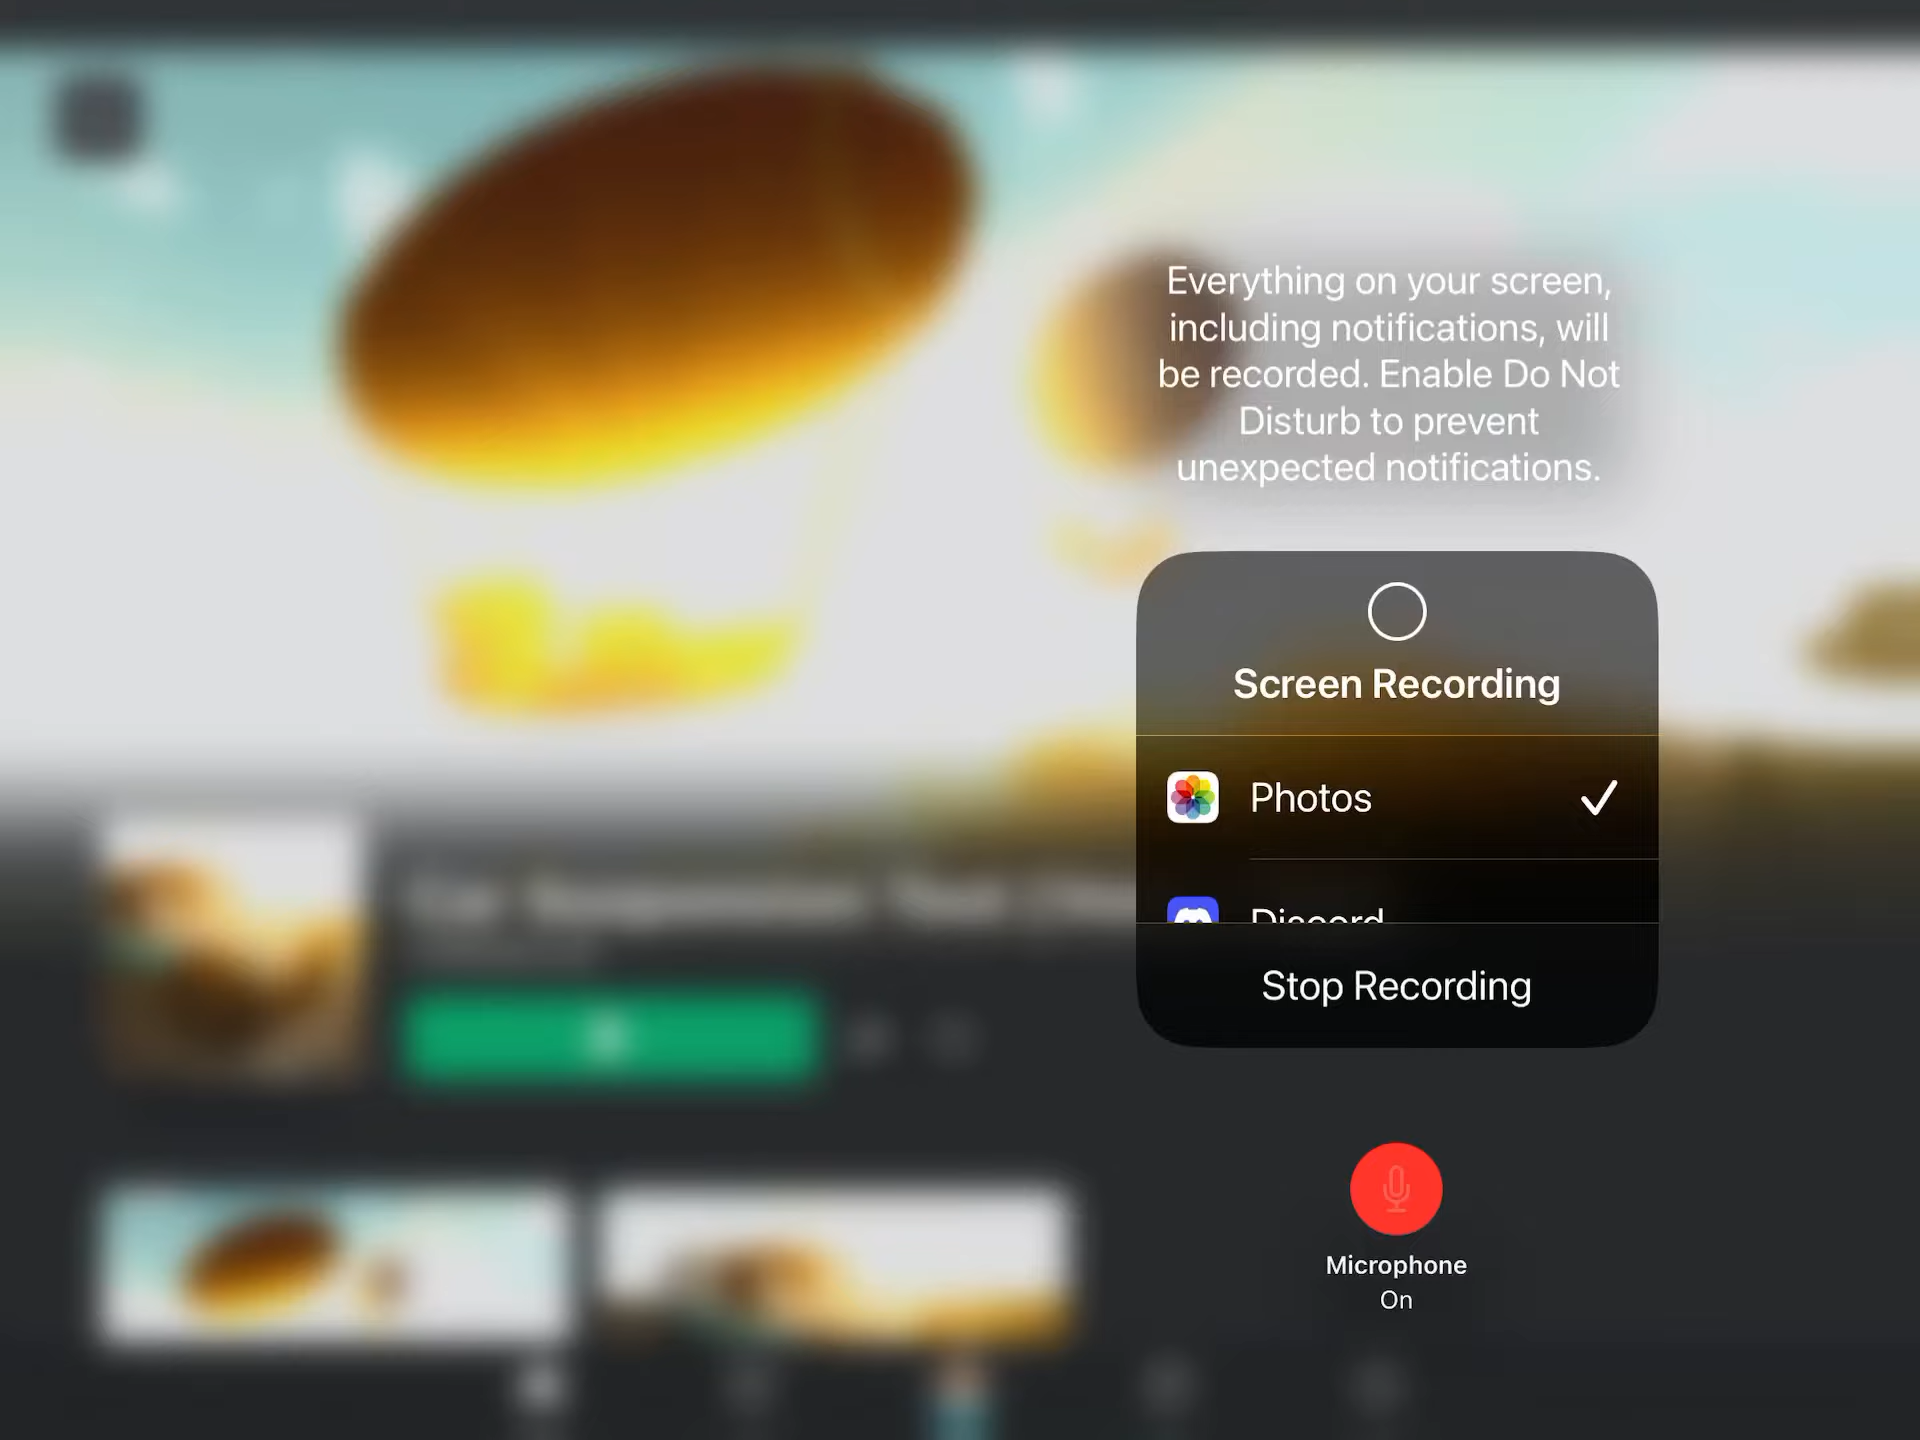 Everything on your screen,
including notifications, will
be recorded. Enable Do Not
Disturb to prevent
unexpected notifications.
Screen Recording
Photos
Discord
Stop Recording
Microphone
On